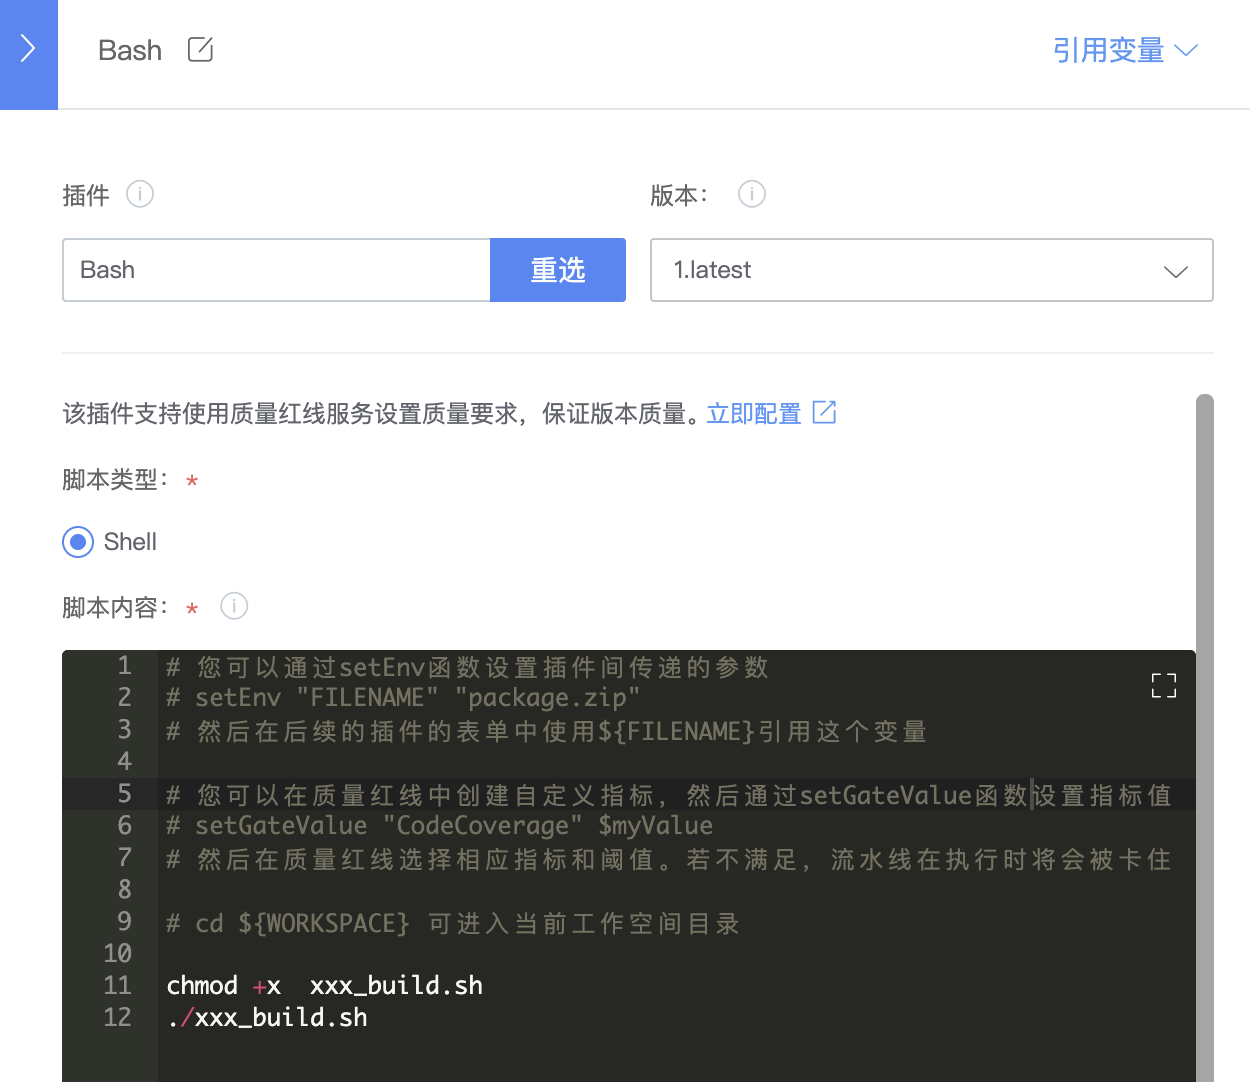 Bash
引用变量
插件
版本：
Bash
重选
1.latest
该插件支持使用质量红线服务设置质量要求，保证版本质量。立即配置
脚本类型： *
Shell
脚本内容： *
1 # 您可以通过setEnv函数设置插件间传递的参数
2 # setEnv "FILENAME" "package.zip"
3 # 然后在后续的插件的表单中使用${FILENAME}引用这个变量
4
5 # 您可以在质量红线中创建自定义指标，然后通过setGateValue函数设置指标值
6 # setGateValue "CodeCoverage" $myValue
7 # 然后在质量红线选择相应指标和阈值。若不满足，流水线在执行时将会被卡住
8
9 # cd ${WORKSPACE} 可进入当前工作空间目录
10
11 chmod +x  xxx_build.sh
12 ./xxx_build.sh